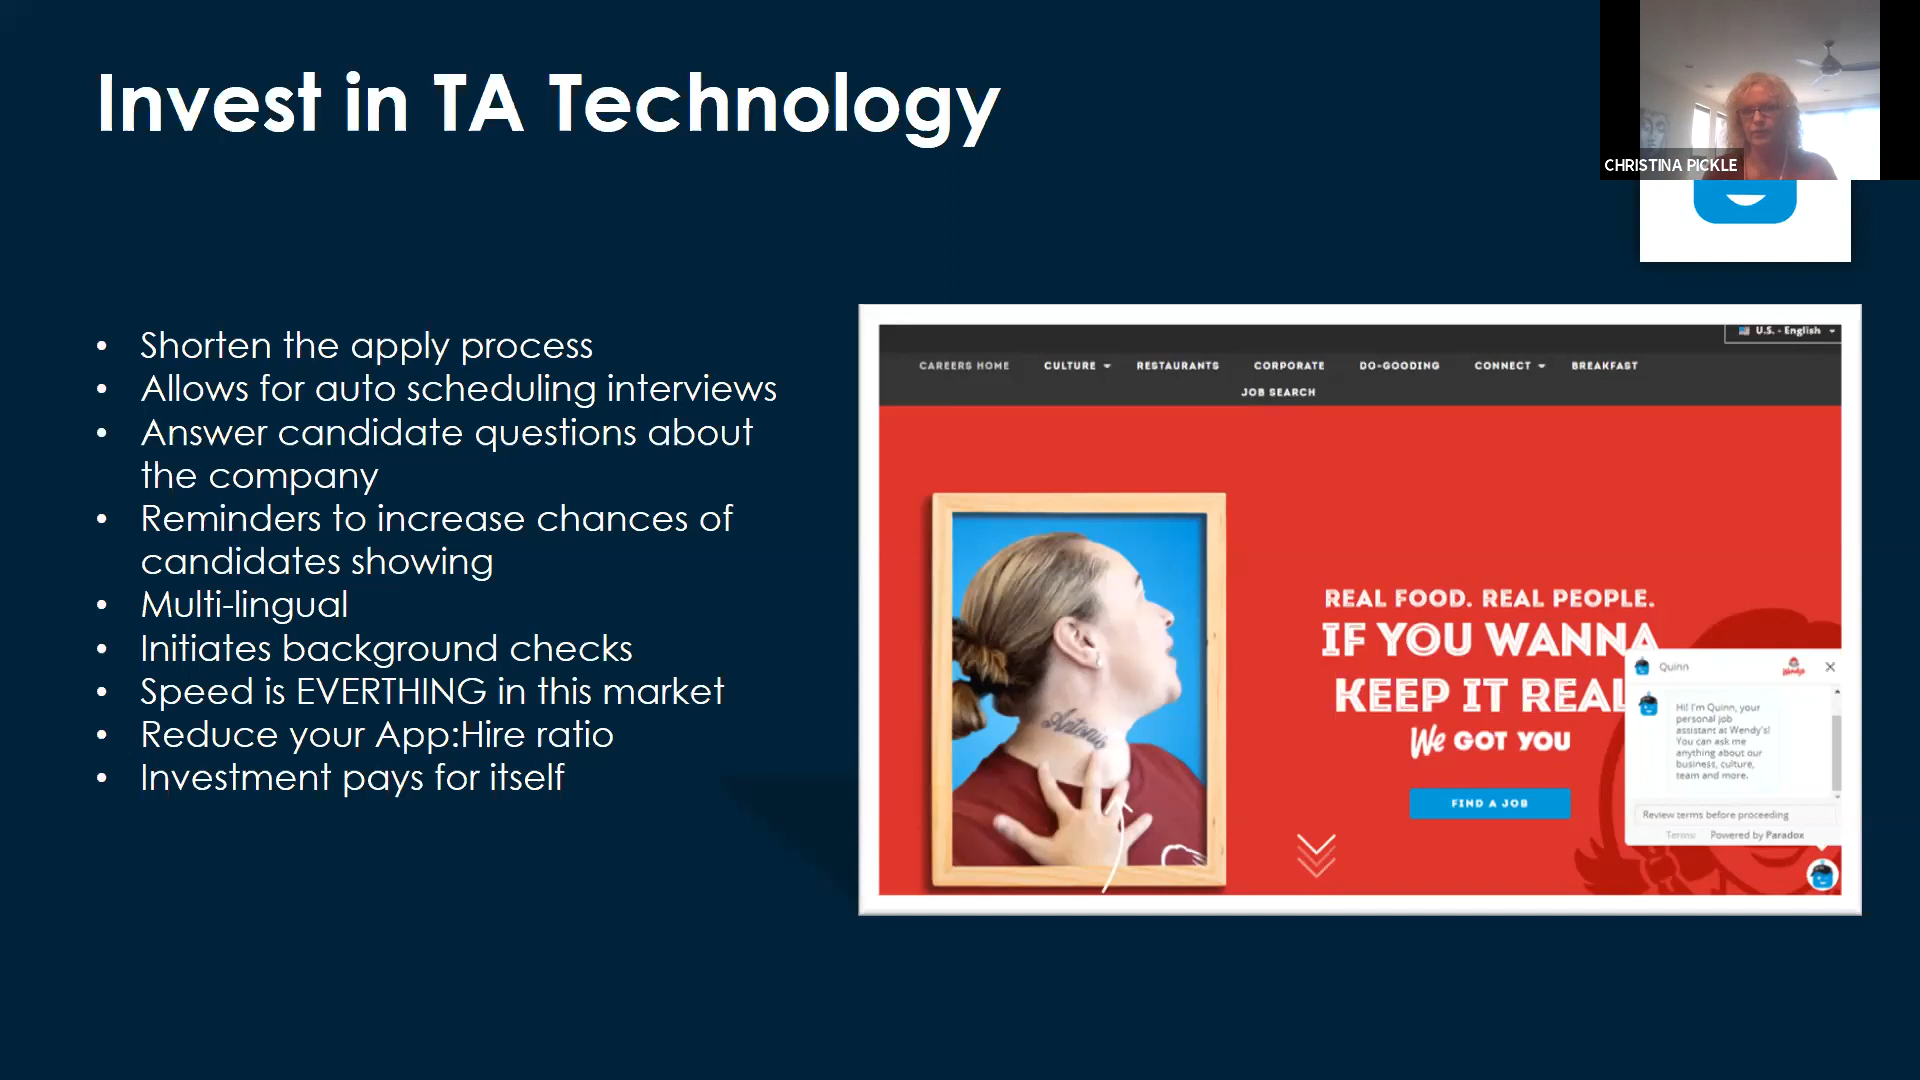 Invest in TA Technology
CHRISTINA PICKLE
• Shorten the apply process
• Allows for auto scheduling interviews
• Answer candidate questions about
the company
• Reminders to increase chances of
candidates showing
• Multi-lingual
• Initiates background checks
• Speed is EVERTHING in this market
• Reduce your App:Hire ratio
• Investment pays for itself
U.S. - English
CAREERS HOME CULTURE RESTAURANTS CORPORATE DO-GOODING CONNECT BREAKFAST
JOB SEARCH
Antonio
REAL FOOD. REAL PEOPLE.
IF YOU WANNA
KEEP IT REAL
We GOT YOU
FIND A JOB
Quinn
Wendy's
Hi! I'm Quinn, your
personal job
assistant at Wendy's!
You can ask me
anything about our
business, culture,
team and more.
Review terms before proceeding
Terms Powered by Paradox